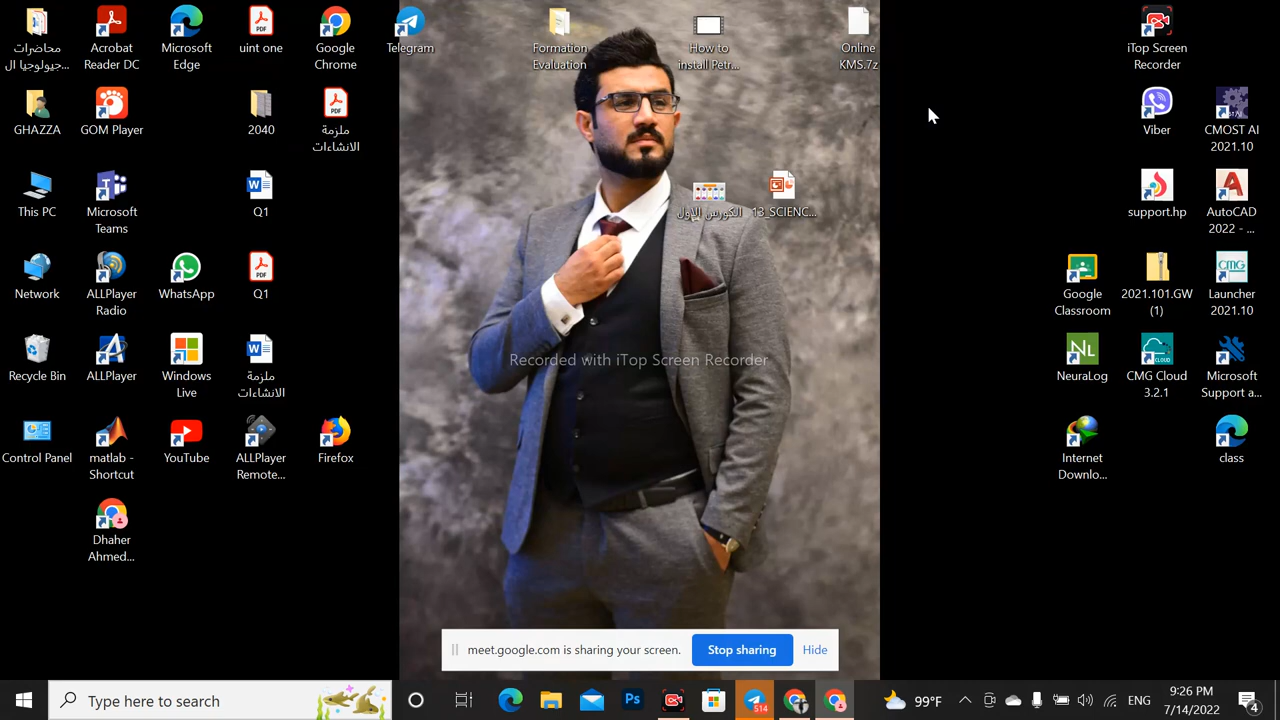 محاضرات
جيولوجيا ال...
Acrobat
Reader DC
Microsoft
Edge
uint one
Google
Chrome
Telegram
Formation
Evaluation
How to
install Petr...
Online
KMS.7z
iTop Screen
Recorder
GHAZZA
GOM Player
2040
ملزمة
الانشاءات
Viber
CMOST AI
2021.10
This PC
Microsoft
Teams
Q1
الكورس الاول
13_SCIENC...
support.hp
AutoCAD
2022 - ...
Network
ALLPlayer
Radio
WhatsApp
Q1
Google
Classroom
2021.101.GW
(1)
Launcher
2021.10
Recycle Bin
ALLPlayer
Windows
Live
ملزمة
الانشاءات
Recorded with iTop Screen Recorder
NeuraLog
CMG Cloud
3.2.1
Microsoft
Support a...
Control Panel
matlab -
Shortcut
YouTube
ALLPlayer
Remote...
Firefox
Internet
Downlo...
class
Dhaher
Ahmed...
meet.google.com is sharing your screen.
Stop sharing
Hide
Type here to search
514
99°F
ENG
9:26 PM
7/14/2022
4